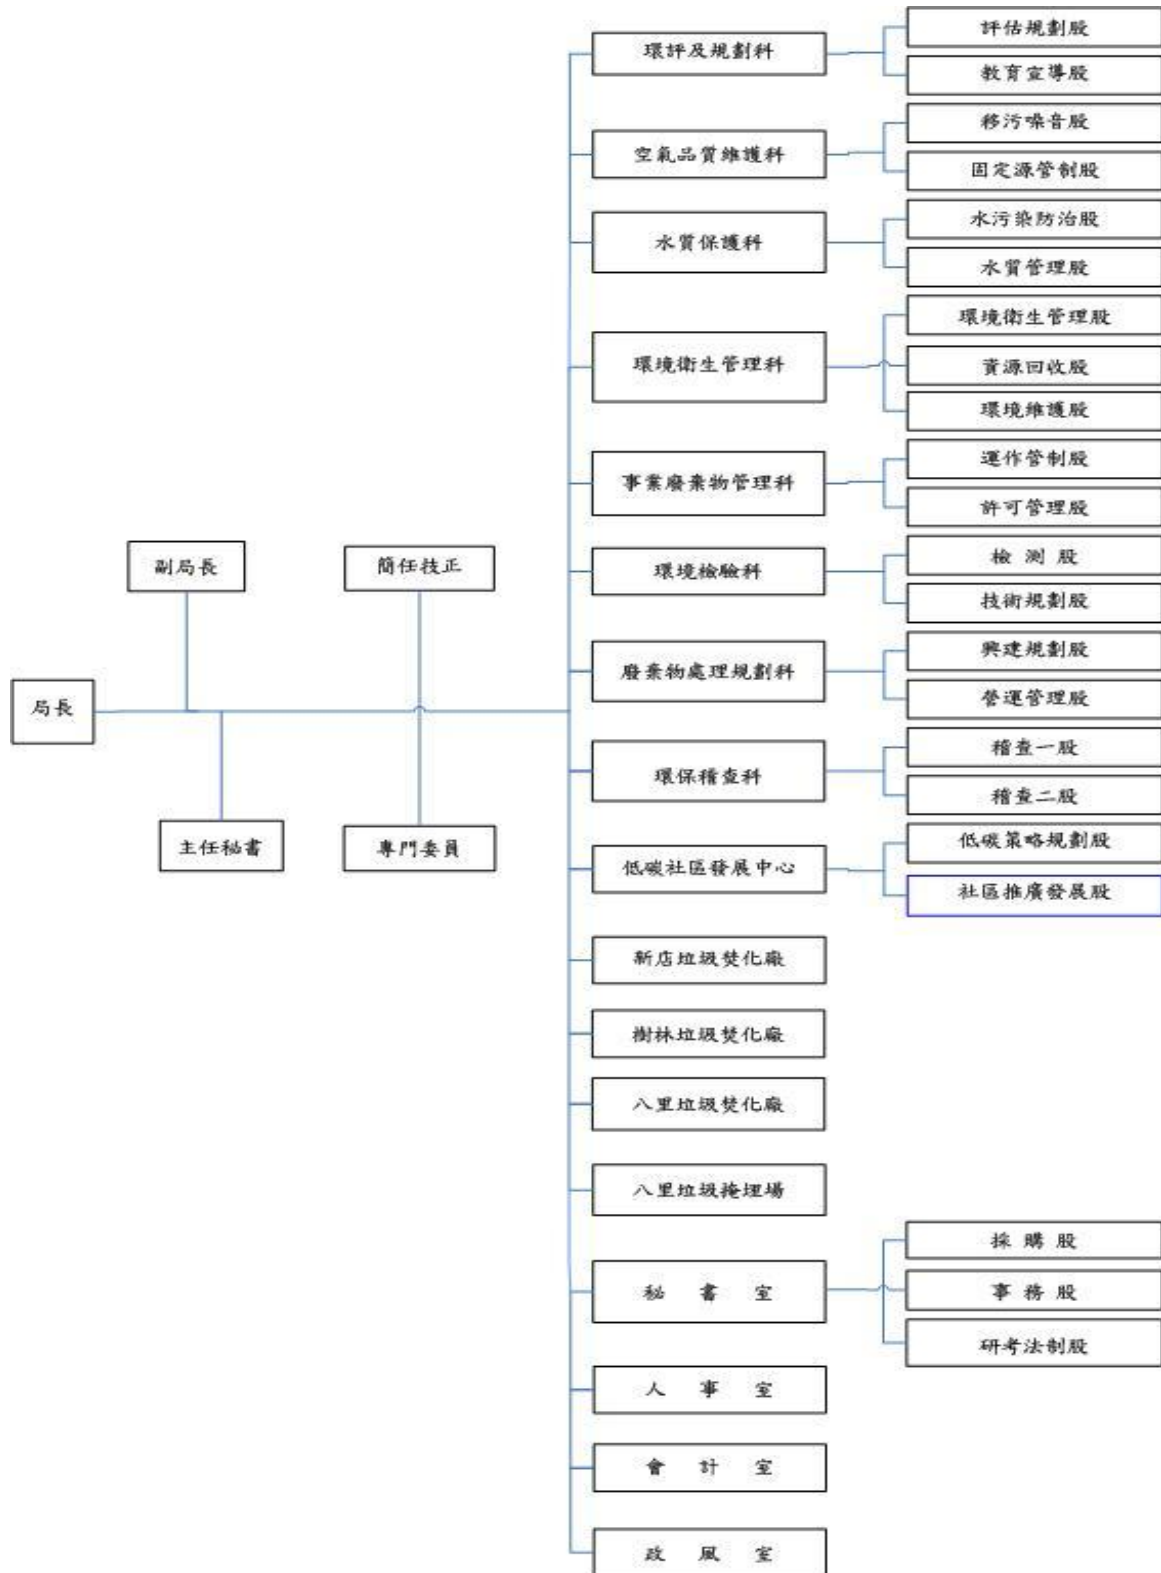 局長
副局長
主任秘書
簡任技正
專門委員
環評及規劃科
評估規劃股
教育宣導股
空氣品質維護科
移污噪音股
固定源管制股
水質保護科
水污染防治股
水質管理股
環境衛生管理科
環境衛生管理股
資源回收股
環境維護股
事業廢棄物管理科
運作管制股
許可管理股
環境檢驗科
檢測股
技術規劃股
廢棄物處理規劃科
興建規劃股
營運管理股
環保稽查科
稽查一股
稽查二股
低碳社區發展中心
低碳策略規劃股
社區推廣發展股
新店垃圾焚化廠
樹林垃圾焚化廠
八里垃圾焚化廠
八里垃圾掩埋場
秘書室
採購股
事務股
研考法制股
人事室
會計室
政風室